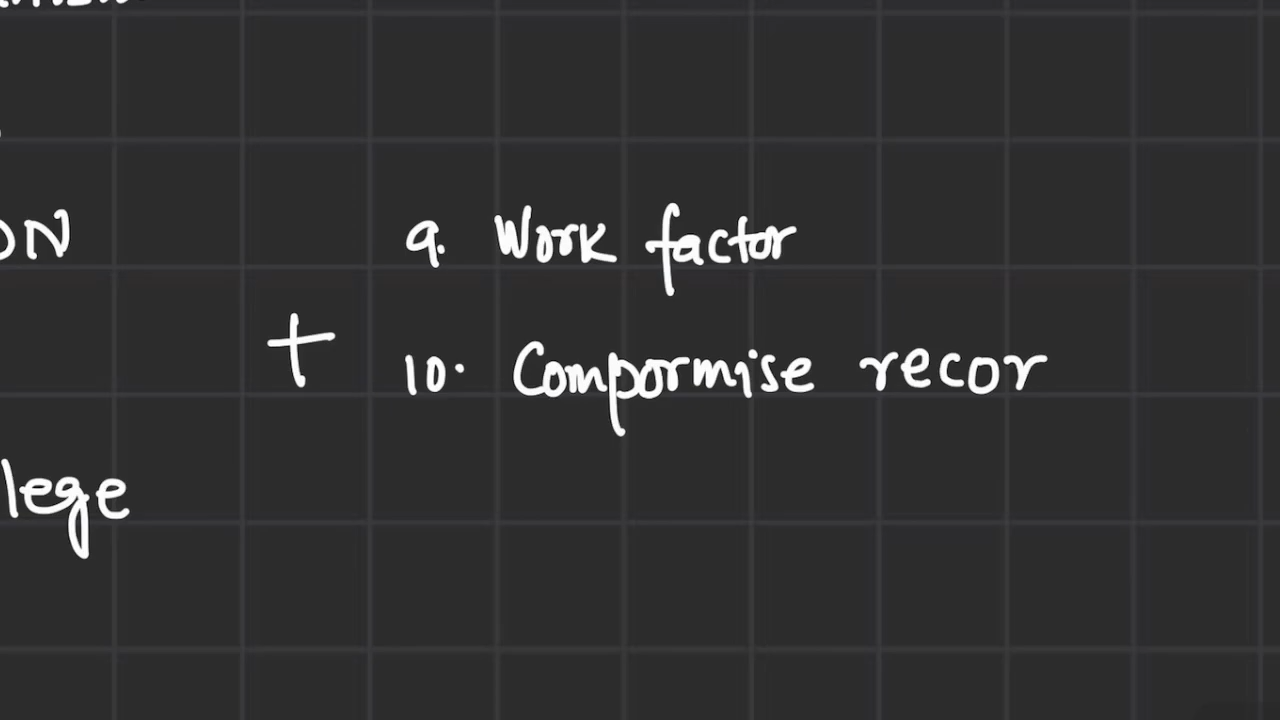 ON
9. Work factor
+ 10. Compormise recor
lege